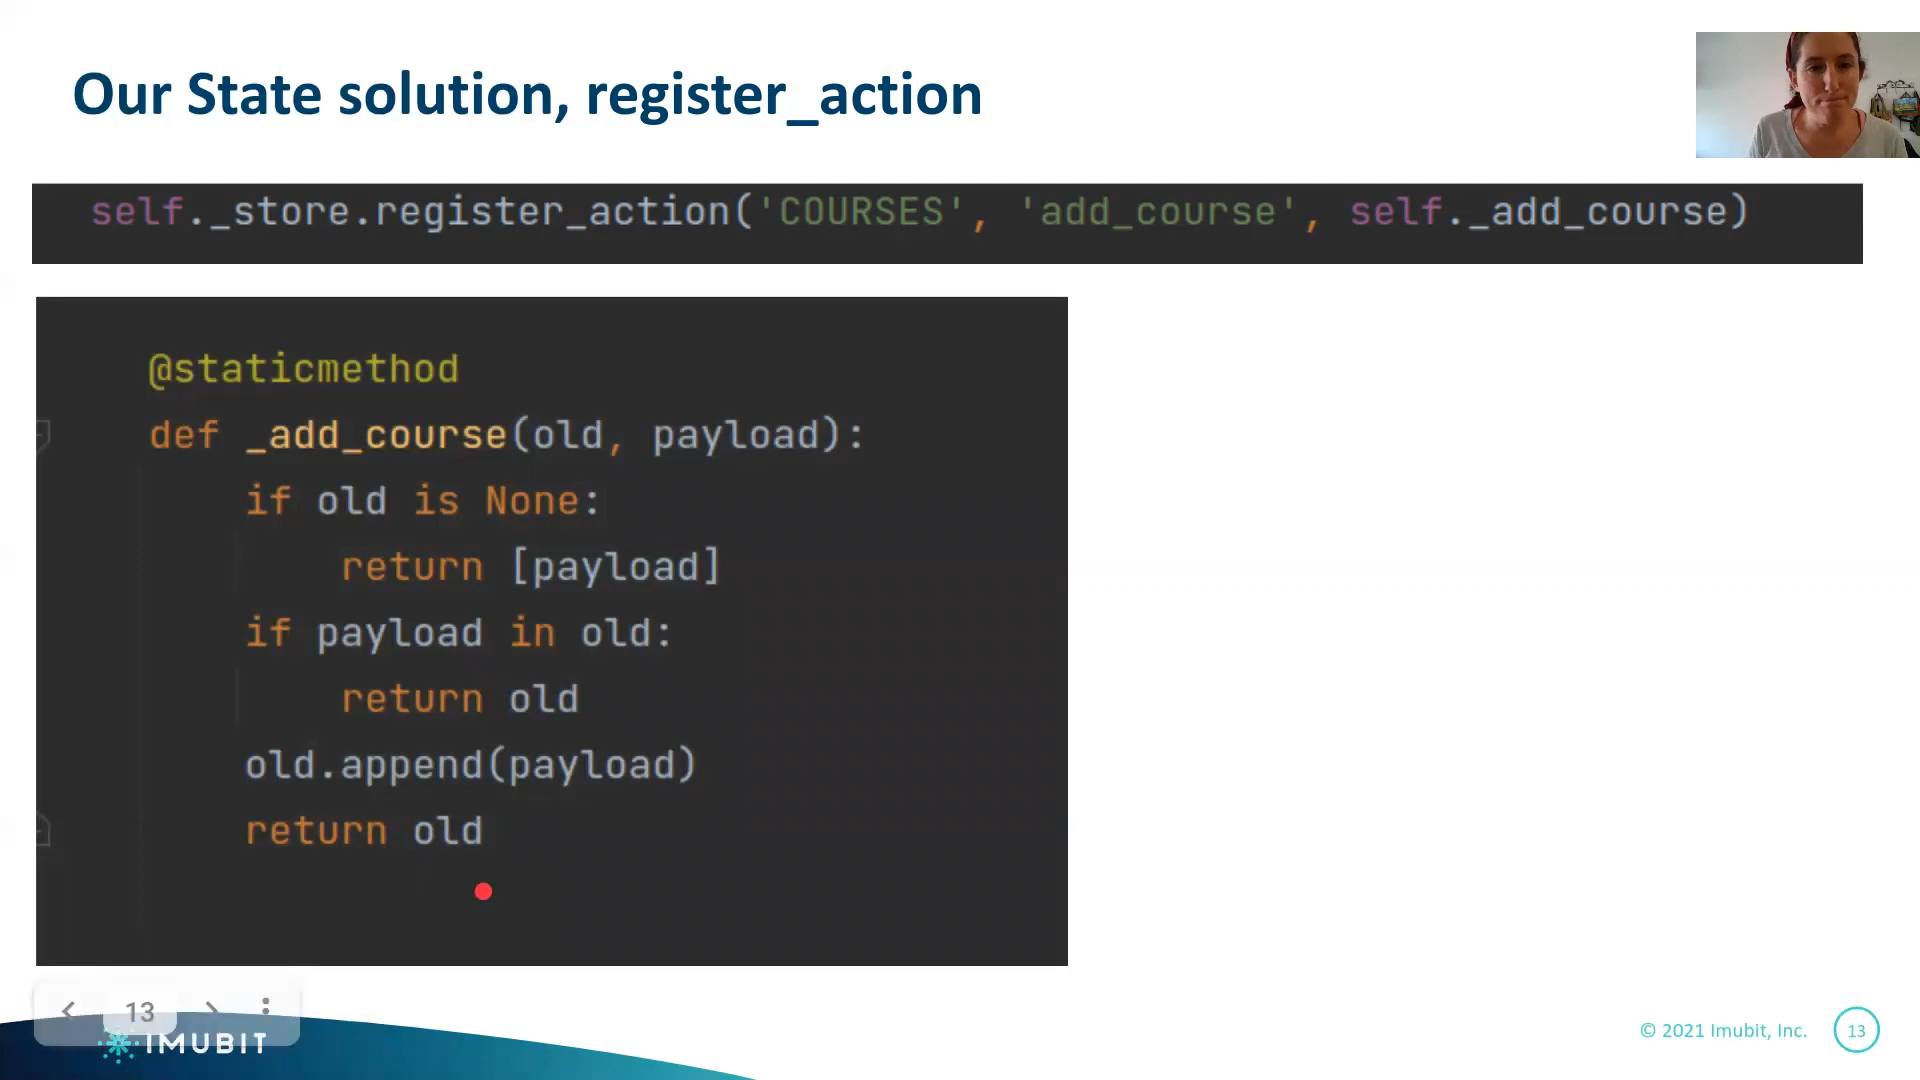 Our State solution, register_action
self._store.register_action('COURSES', 'add_course', self._add_course)
@staticmethod
def _add_course(old, payload):
if old is None:
return [payload]
if payload in old:
return old
old.append(payload)
return old
13
IMUBIT
© 2021 Imubit, Inc.
13